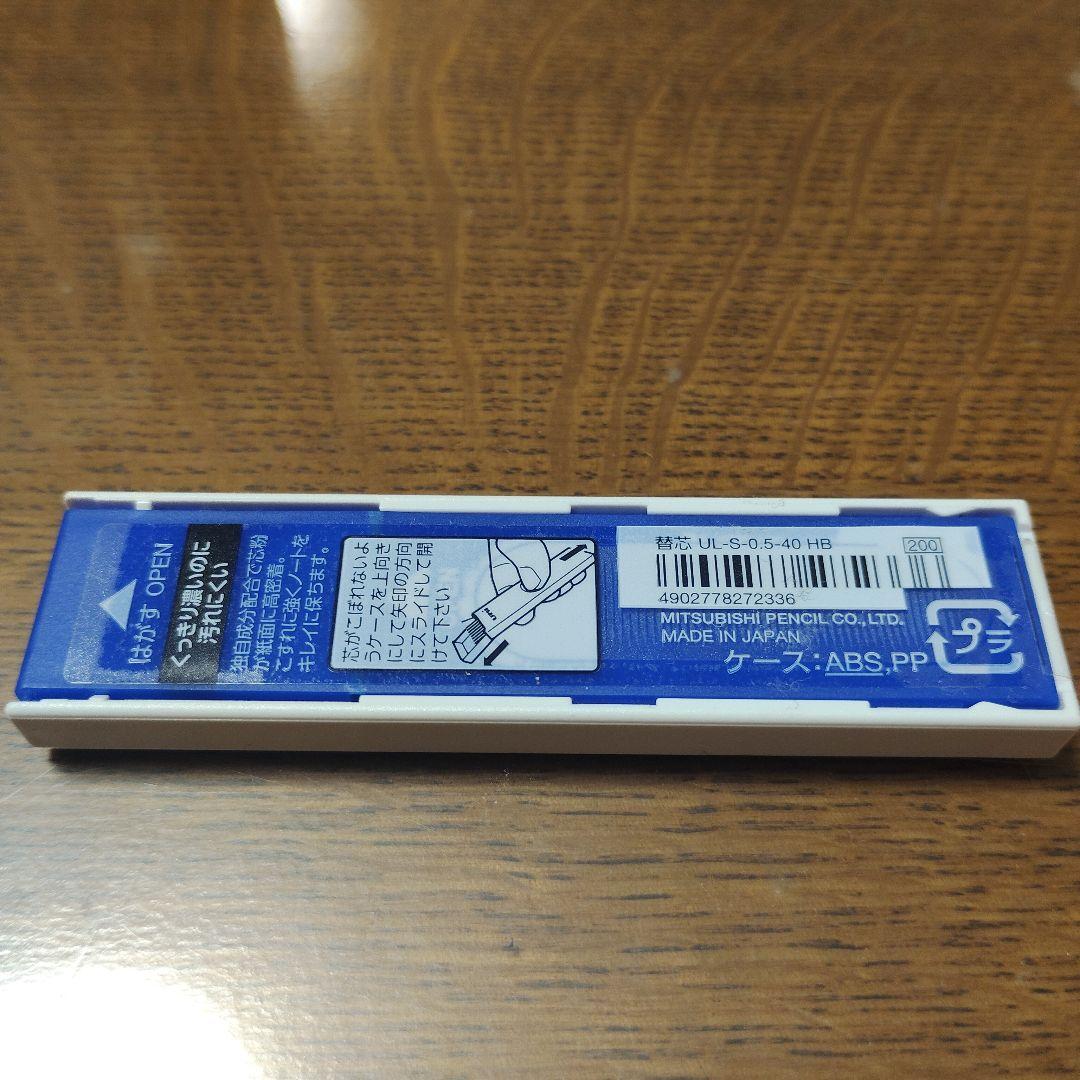 はがす OPEN
くっきり濃いのに
汚れにくい
独自成分配合で芯粉
が紙面に高密着。
こすれに強くノートを
キレイに保ちます。
芯がこぼれないよ
うケースを上向き
にして矢印の方向
にスライドして開
けて下さい。
替芯 UL-S-0.5-40 HB
200
4902778272336
MITSUBISHI PENCIL CO., LTD.
MADE IN JAPAN
ケース:ABS,PP
プラ